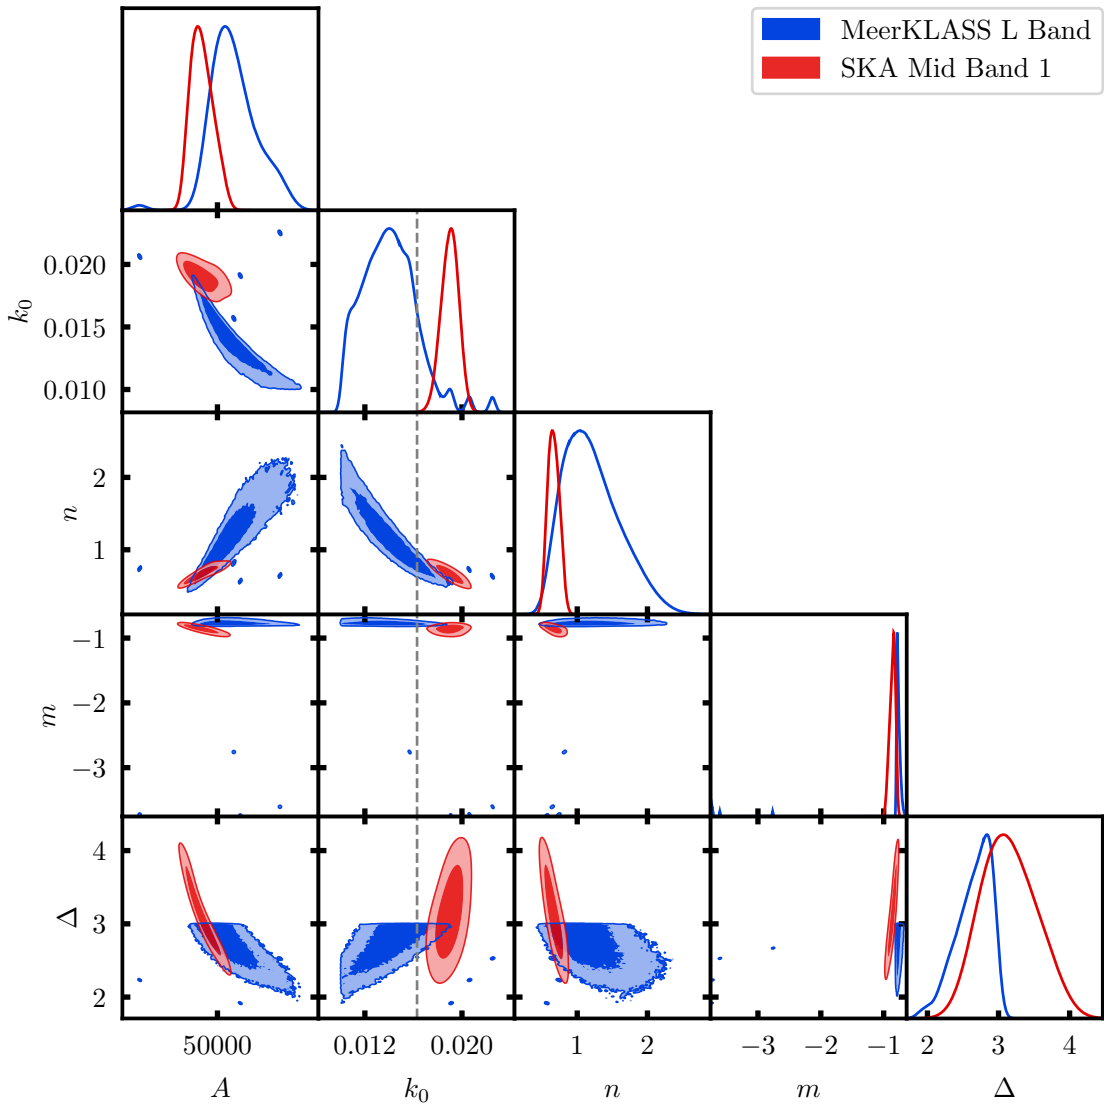 MeerKLASS L Band
SKA Mid Band 1
0.020
0.015
0.010
k₀
2
1
n
−1
−2
−3
m
4
3
2
Δ
50000
0.012 0.020
1 2
−3 −2 −1
2 3 4
A k₀ n m Δ